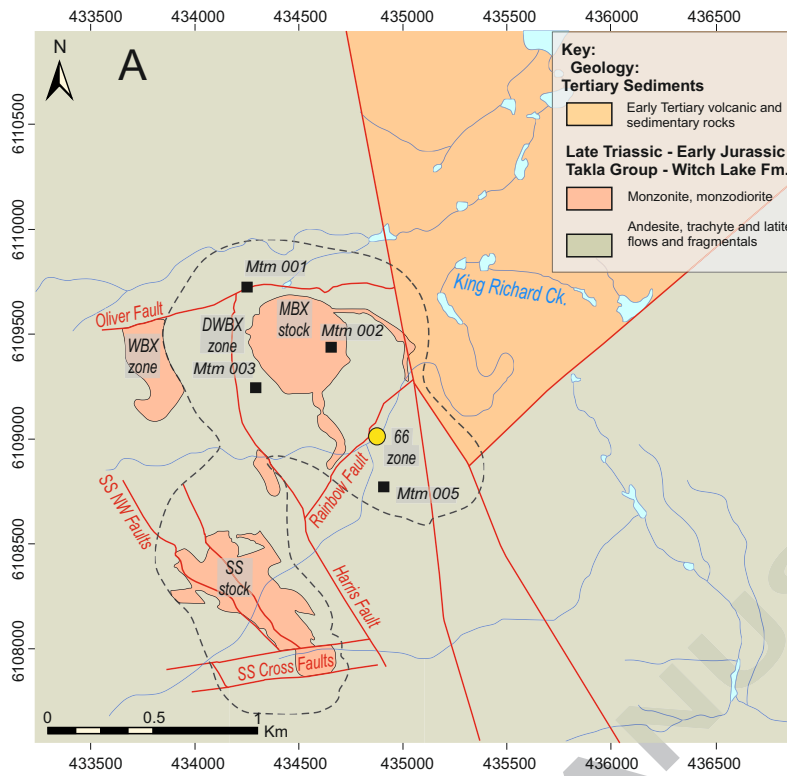 433500 434000 434500 435000 435500 436000 436500
N
A
Key:
Geology:
Tertiary Sediments
Early Tertiary volcanic and
sedimentary rocks
Late Triassic - Early Jurassic
Takla Group - Witch Lake Fm.
Monzonite, monzodiorite
Andesite, trachyte and latite
flows and fragmentals
6110500
6110000
6109500
6109000
6108500
6108000
Mtm 001
King Richard Ck.
Oliver Fault
MBX
stock
DWBX
zone
Mtm 002
WBX
zone
Mtm 003
66
zone
Rainbow Fault
Mtm 005
SS NW Faults
SS
stock
Harris Fault
SS Cross Faults
0 0.5 1
Km
433500 434000 434500 435000 435500 436000 436500